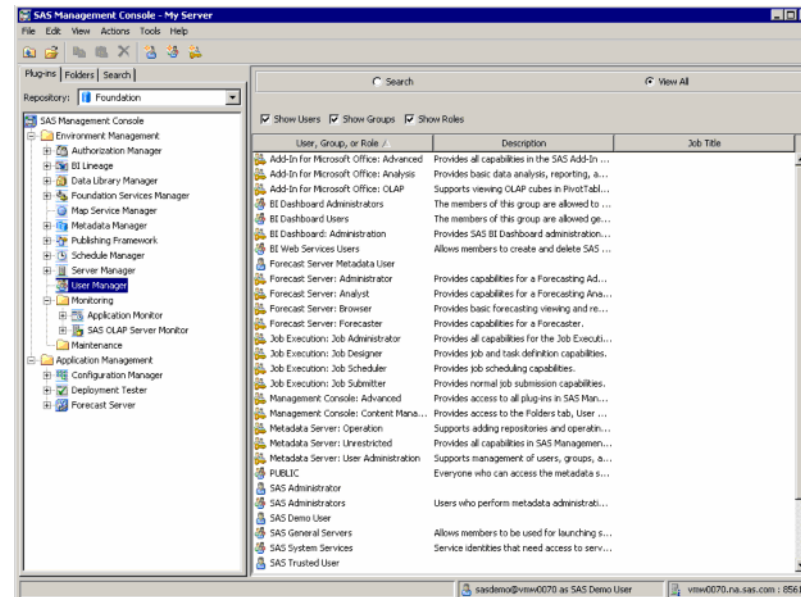 SAS Management Console - My Server
File Edit View Actions Tools Help
Plug-ins Folders Search
Repository: Foundation
SAS Management Console
Environment Management
Authorization Manager
BI Lineage
Data Library Manager
Foundation Services Manager
Map Service Manager
Metadata Manager
Publishing Framework
Schedule Manager
Server Manager
User Manager
Monitoring
Application Monitor
SAS OLAP Server Monitor
Maintenance
Application Management
Configuration Manager
Deployment Tester
Forecast Server
Search View All
Show Users Show Groups Show Roles
User, Group, or Role Description Job Title
Add-In for Microsoft Office: Advanced Provides all capabilities in the SAS Add-In ...
Add-In for Microsoft Office: Analysis Provides basic data analysis, reporting, a...
Add-In for Microsoft Office: OLAP Supports viewing OLAP cubes in PivotTabl...
BI Dashboard Administrators The members of this group are allowed to ...
BI Dashboard Users The members of this group are allowed ge...
BI Dashboard: Administration Provides SAS BI Dashboard administration...
BI Web Services Users Allows members to create and delete SAS ...
Forecast Server Metadata User
Forecast Server: Administrator Provides capabilities for a Forecasting Ad...
Forecast Server: Analyst Provides capabilities for a Forecasting Ana...
Forecast Server: Browser Provides basic forecasting viewing and re...
Forecast Server: Forecaster Provides capabilities for a Forecaster.
Job Execution: Job Administrator Provides all capabilities for the Job Executi...
Job Execution: Job Designer Provides job and task definition capabilities.
Job Execution: Job Scheduler Provides job scheduling capabilities.
Job Execution: Job Submitter Provides normal job submission capabilities.
Management Console: Advanced Provides access to all plug-ins in SAS Man...
Management Console: Content Mana... Provides access to the Folders tab, User ...
Metadata Server: Operation Supports adding repositories and operatin...
Metadata Server: Unrestricted Provides all capabilities in SAS Managemen...
Metadata Server: User Administration Supports management of users, groups, a...
PUBLIC Everyone who can access the metadata s...
SAS Administrator
SAS Administrators Users who perform metadata administrati...
SAS Demo User
SAS General Servers Allows members to be used for launching s...
SAS System Services Service identities that need access to serv...
SAS Trusted User
sasdemo@vmw0070 as SAS Demo User vmw0070.na.sas.com : 8561